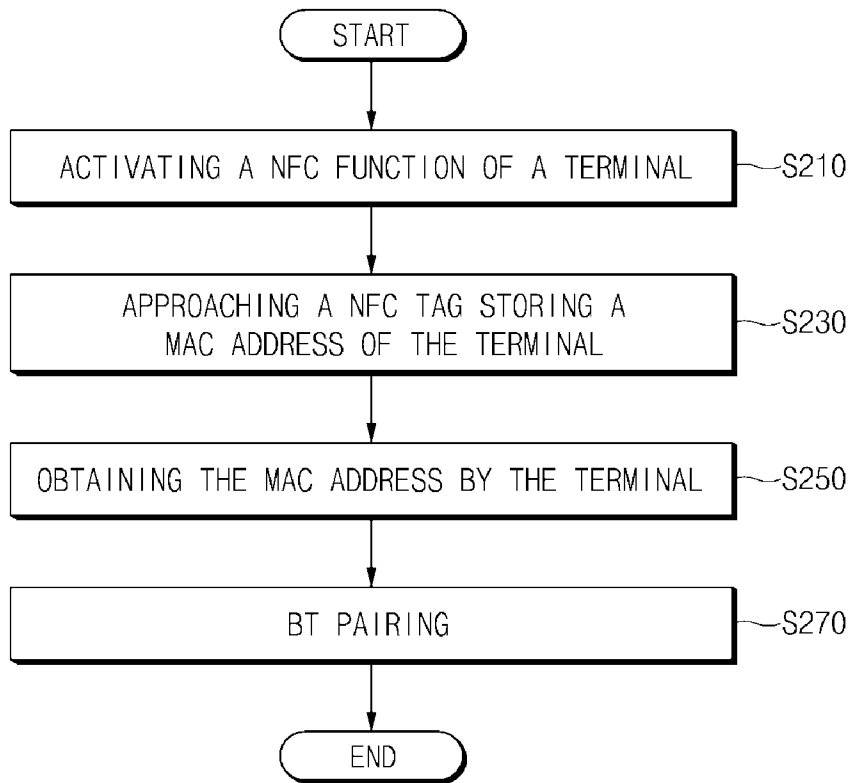 START
ACTIVATING A NFC FUNCTION OF A TERMINAL
S210
APPROACHING A NFC TAG STORING A
MAC ADDRESS OF THE TERMINAL
S230
OBTAINING THE MAC ADDRESS BY THE TERMINAL
S250
BT PAIRING
S270
END